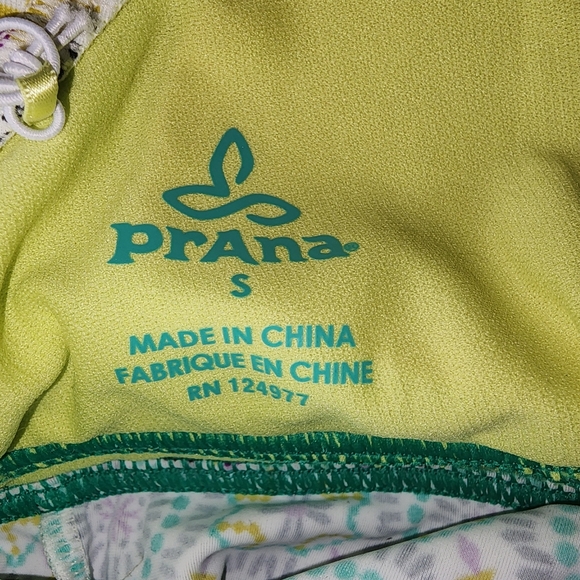 prAna
S
MADE IN CHINA
FABRIQUE EN CHINE
RN 124977